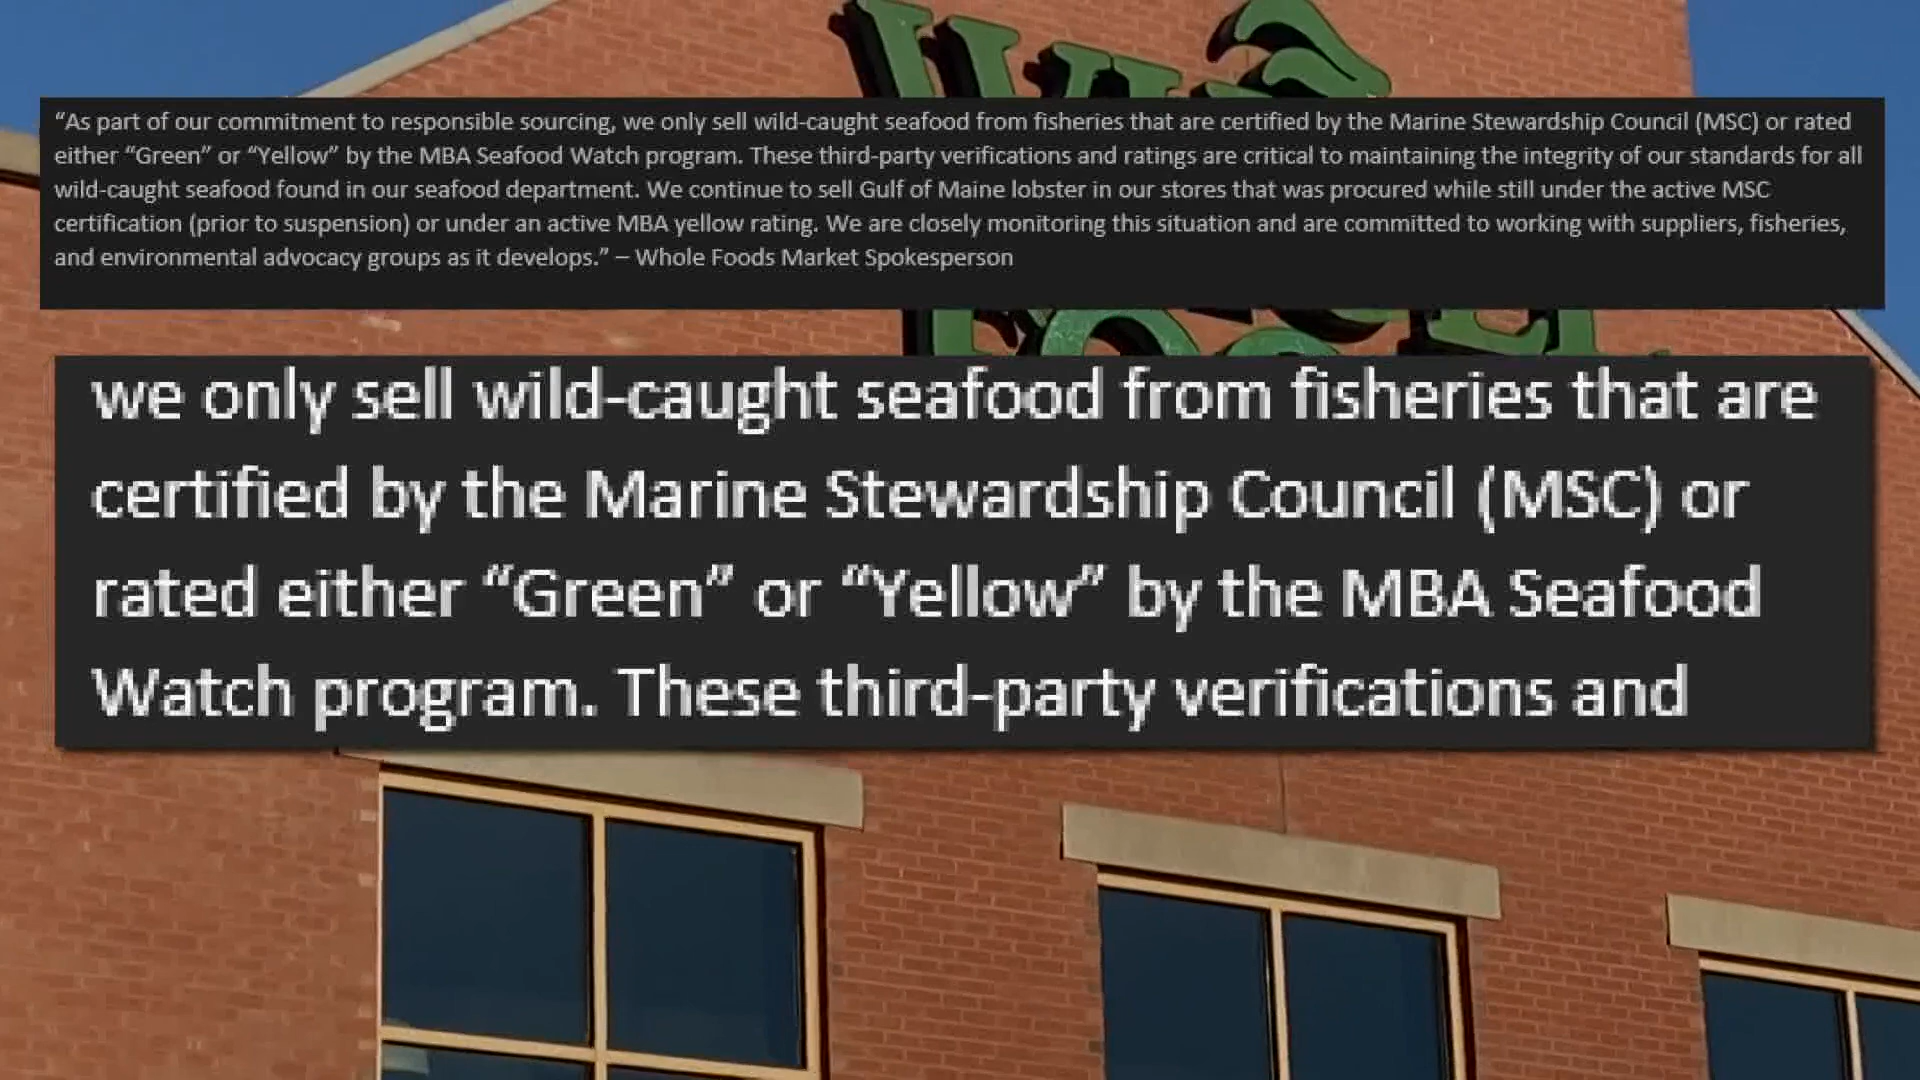 “As part of our commitment to responsible sourcing, we only sell wild-caught seafood from fisheries that are certified by the Marine Stewardship Council (MSC) or rated
either “Green” or “Yellow” by the MBA Seafood Watch program. These third-party verifications and ratings are critical to maintaining the integrity of our standards for all
wild-caught seafood found in our seafood department. We continue to sell Gulf of Maine lobster in our stores that was procured while still under the active MSC
certification (prior to suspension) or under an active MBA yellow rating. We are closely monitoring this situation and are committed to working with suppliers, fisheries,
and environmental advocacy groups as it develops.” – Whole Foods Market Spokesperson
we only sell wild-caught seafood from fisheries that are
certified by the Marine Stewardship Council (MSC) or
rated either “Green” or “Yellow” by the MBA Seafood
Watch program. These third-party verifications and